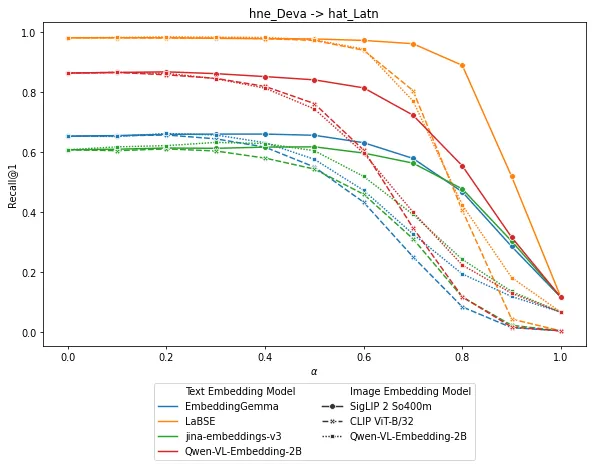 hne_Deva -> hat_Latn
Recall@1
1.0
0.8
0.6
0.4
0.2
0.0
0.0 0.2 0.4 0.6 0.8 1.0
α
Text Embedding Model
EmbeddingGemma
LaBSE
jina-embeddings-v3
Qwen-VL-Embedding-2B
Image Embedding Model
SigLIP 2 So400m
CLIP ViT-B/32
Qwen-VL-Embedding-2B